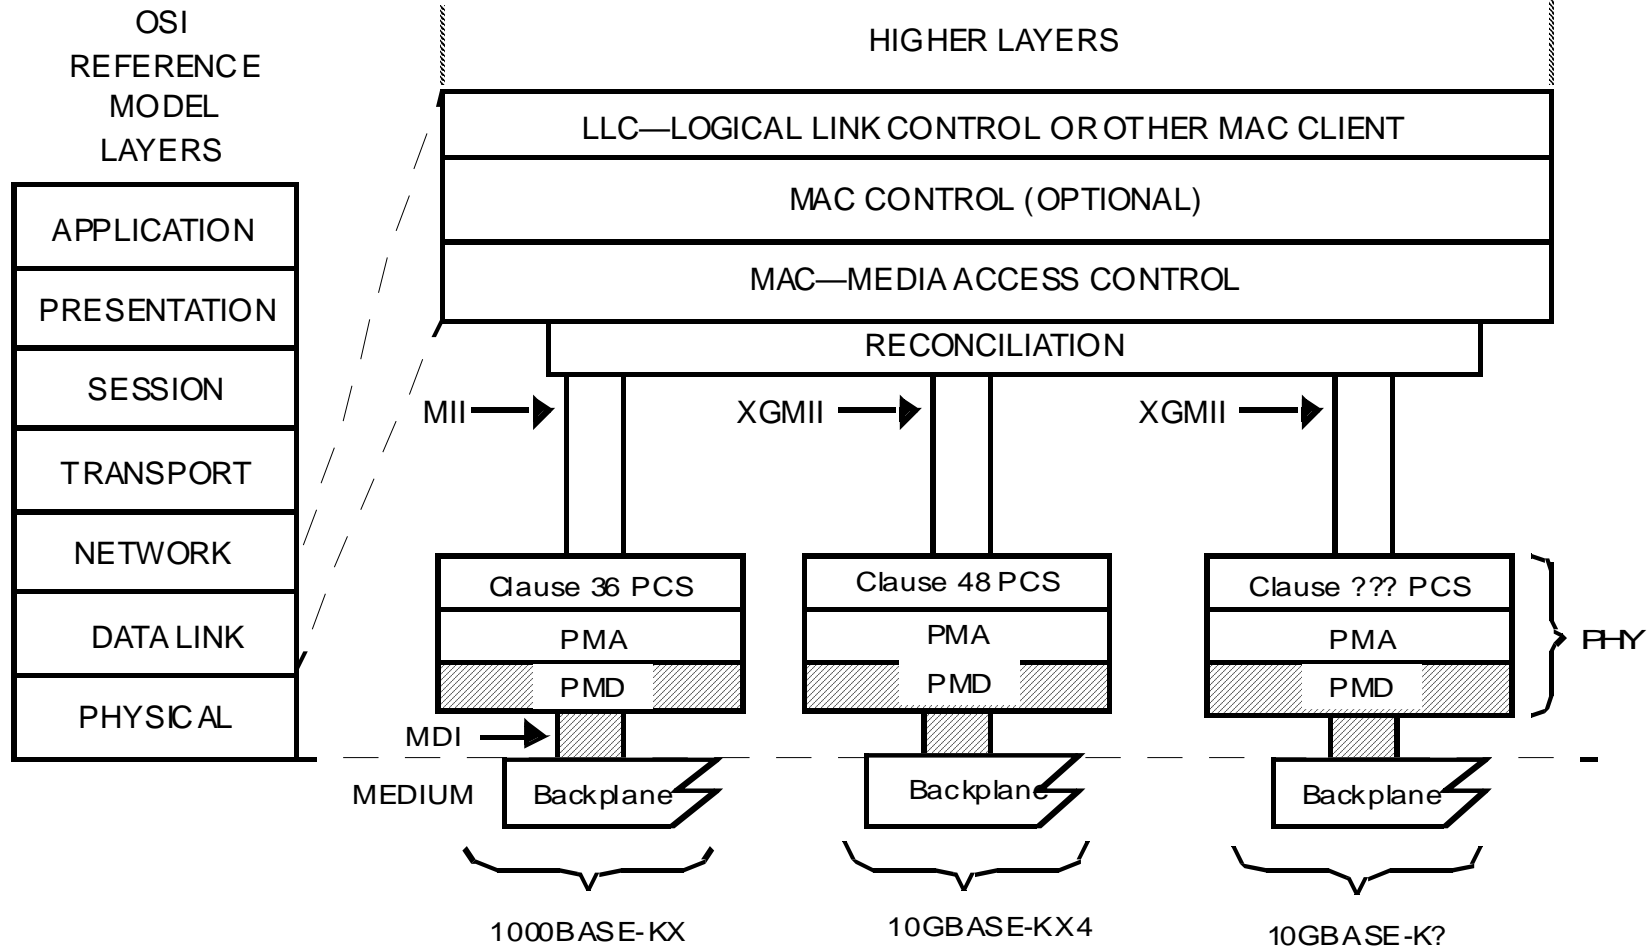 OSI
REFERENCE
MODEL
LAYERS
APPLICATION
PRESENTATION
SESSION
TRANSPORT
NETWORK
DATA LINK
PHYSICAL
HIGHER LAYERS
LLC—LOGICAL LINK CONTROL OR OTHER MAC CLIENT
MAC CONTROL (OPTIONAL)
MAC—MEDIA ACCESS CONTROL
RECONCILIATION
MII
XGMII
XGMII
Clause 36 PCS
PMA
PMD
Clause 48 PCS
PMA
PMD
Clause ??? PCS
PMA
PMD
PHY
MDI
MEDIUM
Backplane
Backplane
Backplane
1000BASE-KX
10GBASE-KX4
10GBASE-K?